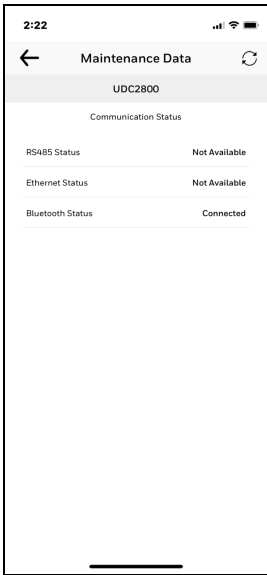 2:22
Maintenance Data
UDC2800
Communication Status
RS485 Status Not Available
Ethernet Status Not Available
Bluetooth Status Connected